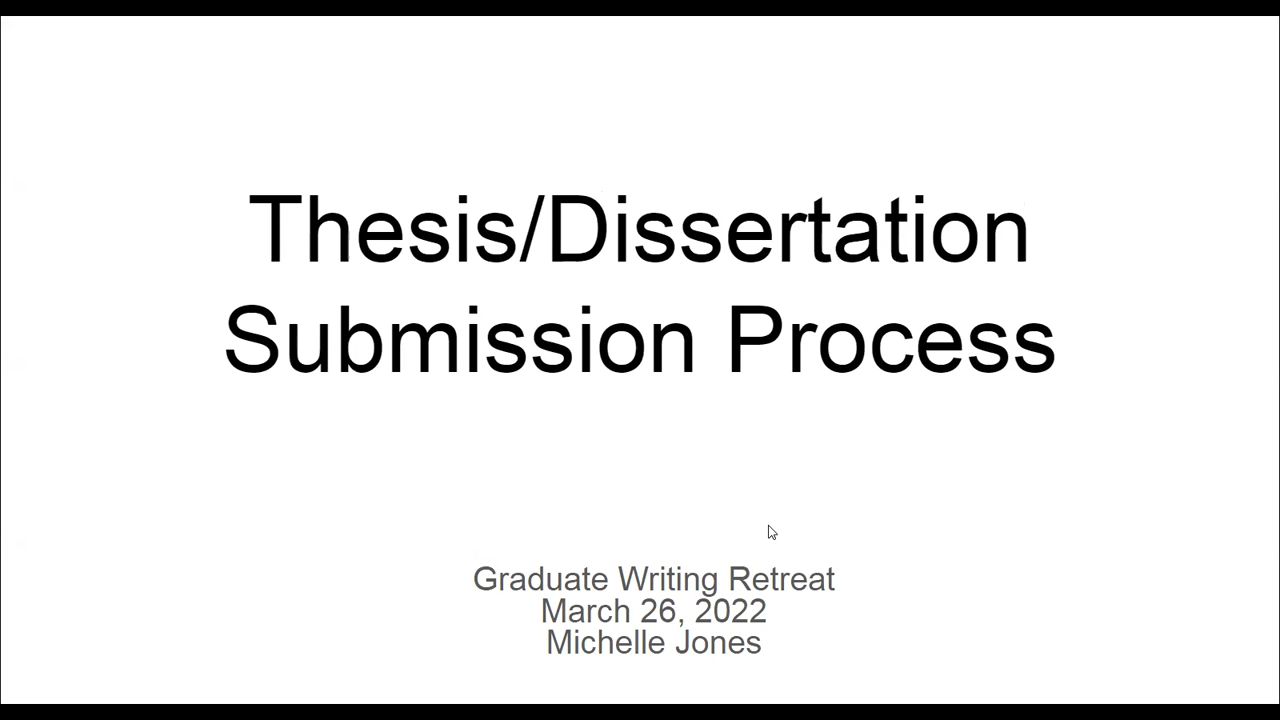 Thesis/Dissertation
Submission Process
Graduate Writing Retreat
March 26, 2022
Michelle Jones